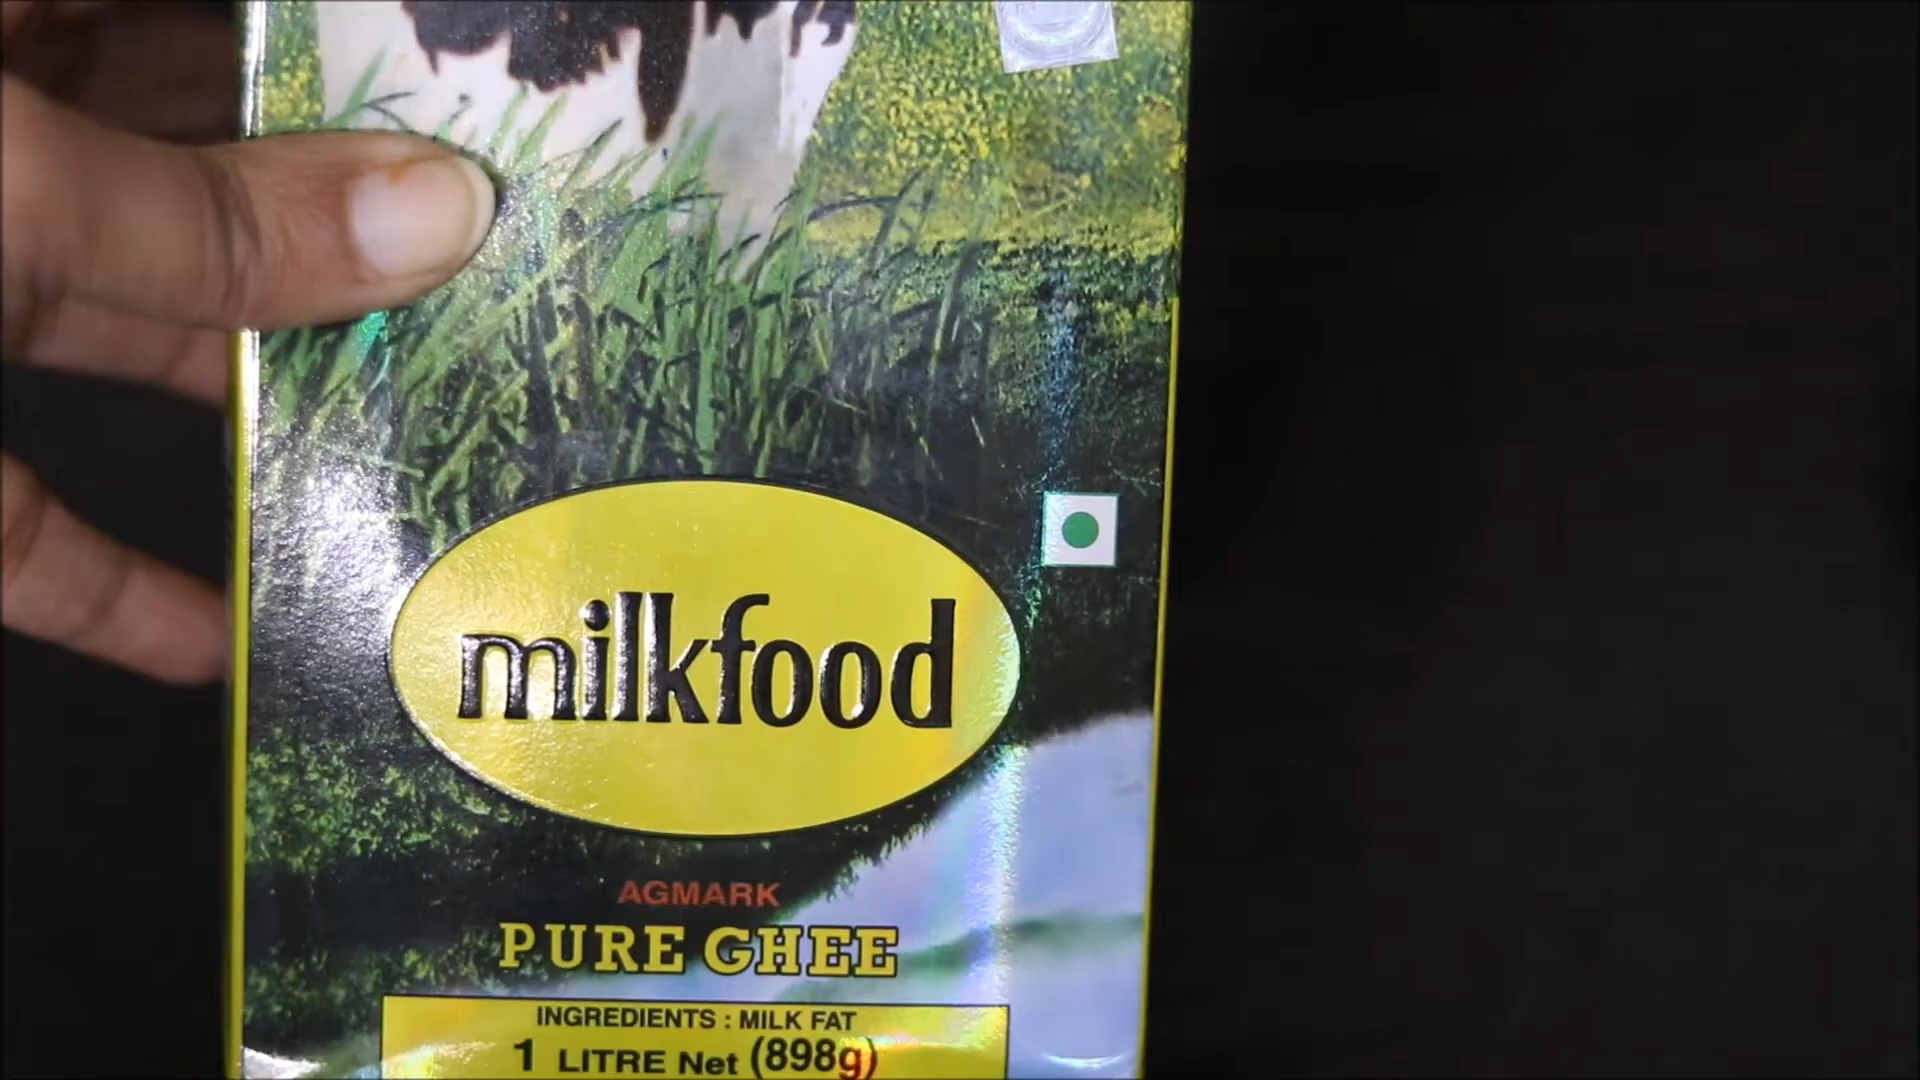 milkfood
AGMARK
PURE GHEE
INGREDIENTS : MILK FAT
1 LITRE Net (898g)